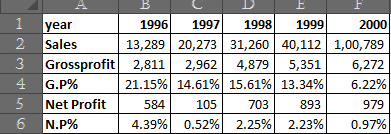 A B C D E F
1 year 1996 1997 1998 1999 2000
2 Sales 13,289 20,273 31,260 40,112 1,00,789
3 Grossprofit 2,811 2,962 4,879 5,351 6,272
4 G.P% 21.15% 14.61% 15.61% 13.34% 6.22%
5 Net Profit 584 105 703 893 979
6 N.P% 4.39% 0.52% 2.25% 2.23% 0.97%